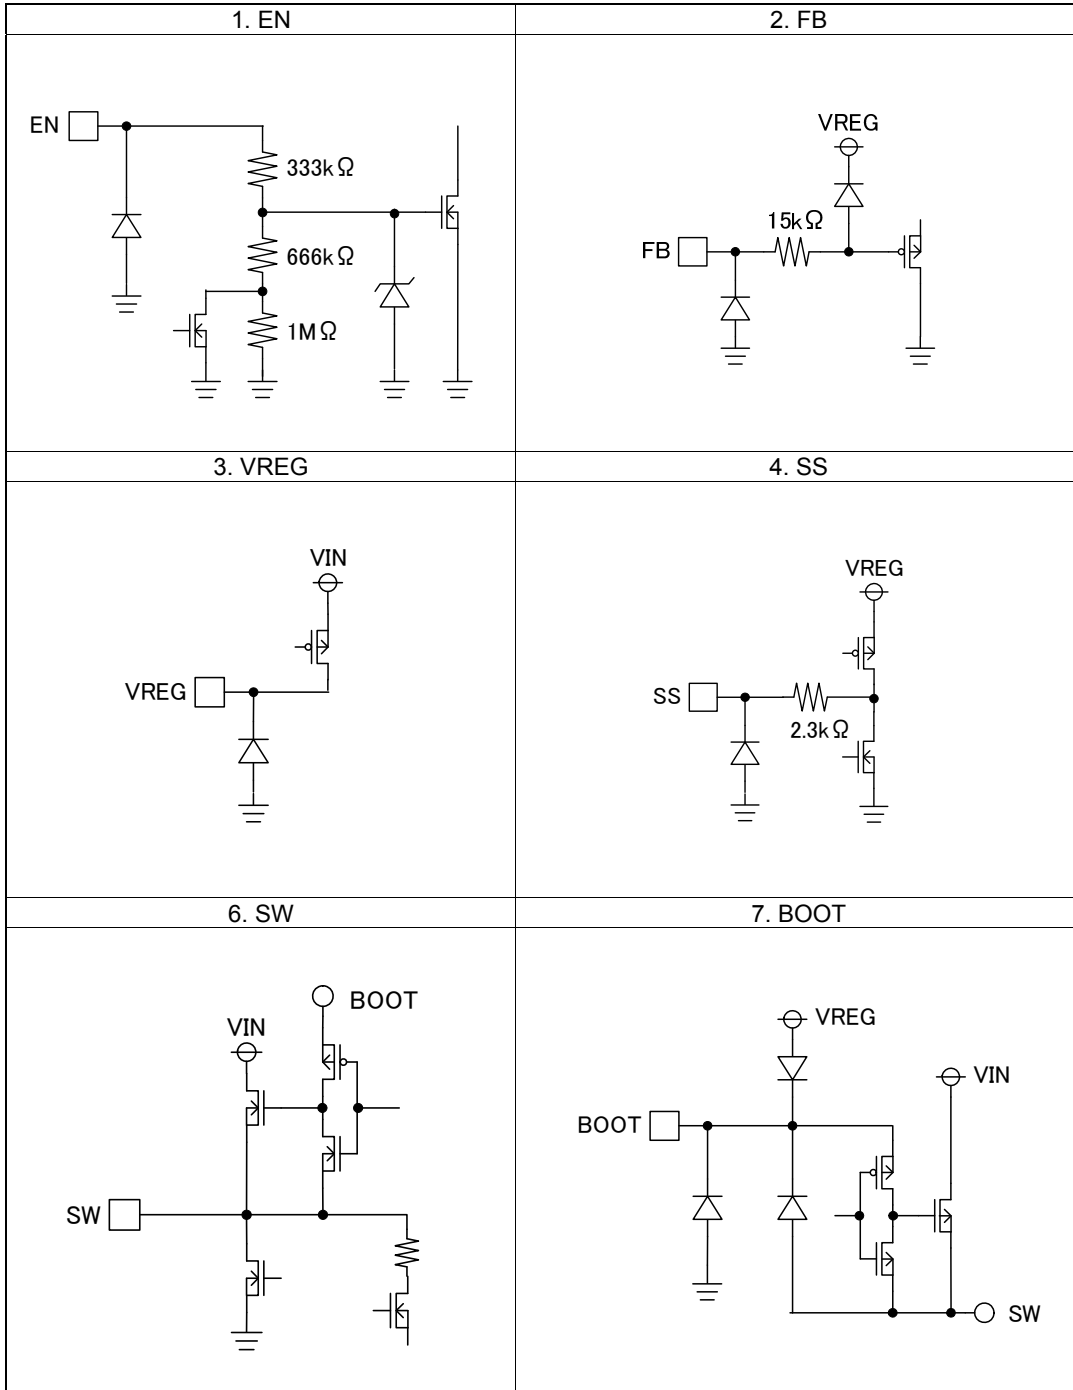 1. EN
2. FB
EN
333kΩ
666kΩ
1MΩ
VREG
15kΩ
FB
3. VREG
4. SS
VIN
VREG
VREG
SS
2.3kΩ
6. SW
7. BOOT
BOOT
VIN
SW
VREG
VIN
BOOT
SW